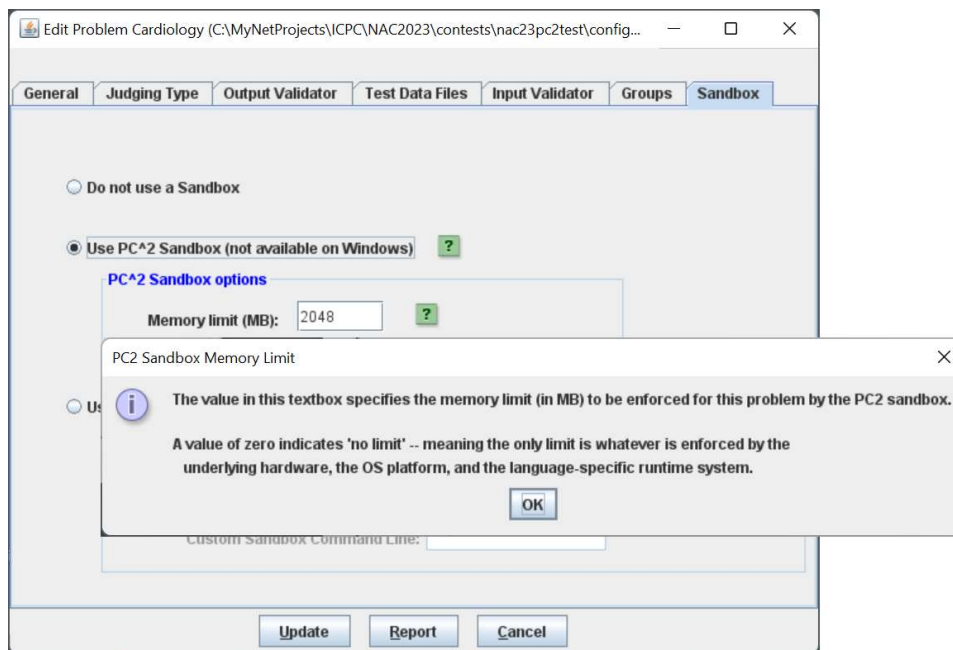 Edit Problem Cardiology (C:\MyNetProjects\ICPC\NAC2023\contests\nac23pc2test\config...
General Judging Type Output Validator Test Data Files Input Validator Groups Sandbox
Do not use a Sandbox
Use PC^2 Sandbox (not available on Windows) ?
PC^2 Sandbox options
Memory limit (MB): 2048 ?
PC2 Sandbox Memory Limit
The value in this textbox specifies the memory limit (in MB) to be enforced for this problem by the PC2 sandbox.
A value of zero indicates 'no limit' -- meaning the only limit is whatever is enforced by the
underlying hardware, the OS platform, and the language-specific runtime system.
OK
Custom Sandbox Command Line:
Update Report Cancel